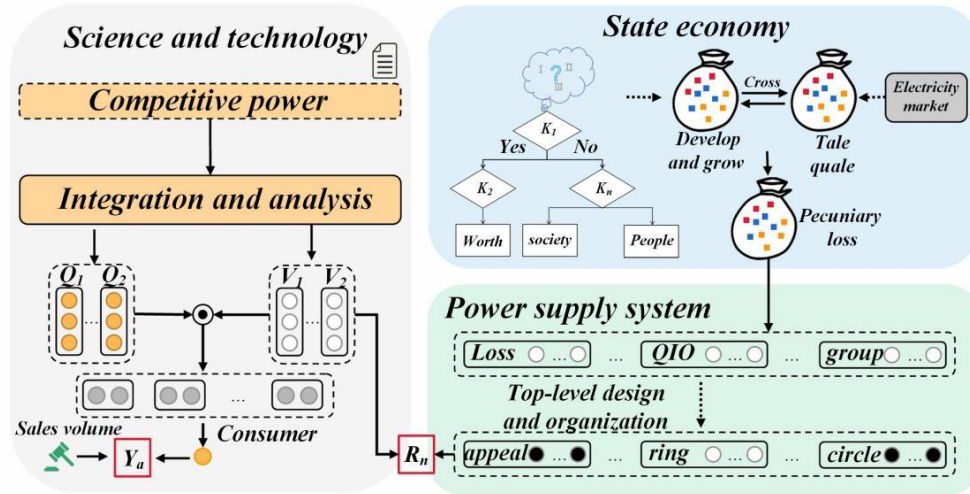 Science and technology
Competitive power
Integration and analysis
Q1
Q2
V1
V2
...
...
...
Sales volume
Consumer
Ya
Rn
State economy
I ? II
III
K1
Yes
No
K2
Kn
Worth
society
People
Cross
Develop
and grow
Tale
quale
Electricity
market
Pecuniary
loss
Power supply system
Loss ... ... QIO ... ... group ...
Top-level design
and organization
appeal ... ... ring ... ... circle ...